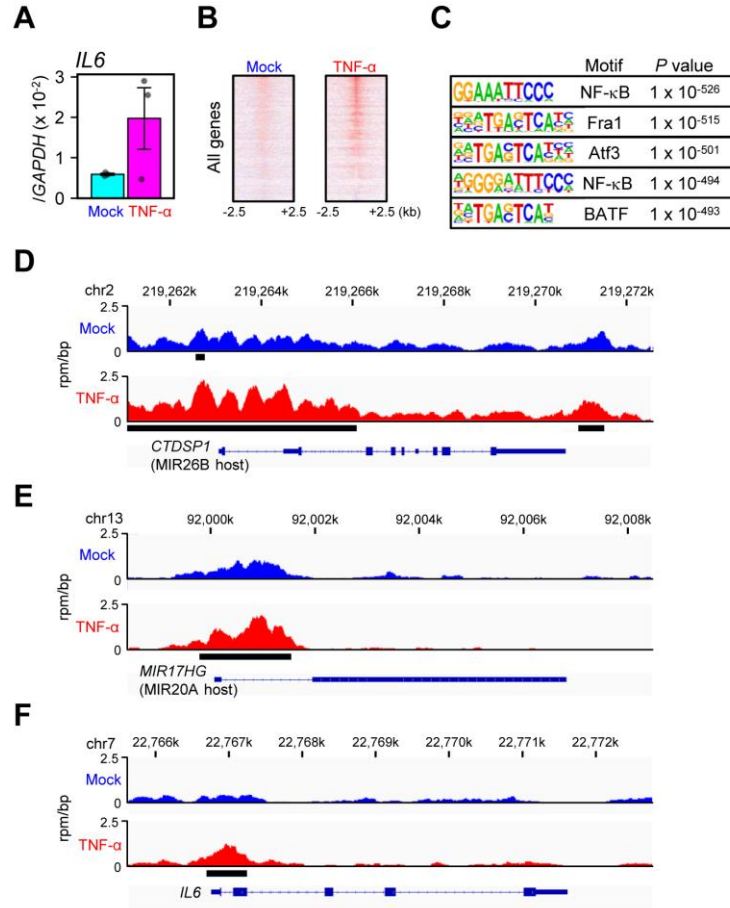 A
IL6
/GAPDH (x 10-2)
3
2
1
0
Mock
TNF-α
B
Mock
TNF-α
All genes
-2.5
+2.5
-2.5
+2.5 (kb)
C
Motif
P value
GGAAATTCCC
NF-κB
1 x 10-526
TGAGTCA
Fra1
1 x 10-515
TGAGTCA
Atf3
1 x 10-501
GGGGATTTCCC
NF-κB
1 x 10-494
TGAGTCAT
BATF
1 x 10-493
D
chr2
219,262k
219,264k
219,266k
219,268k
219,270k
219,272k
2.5
Mock
0
rpm/bp
2.5
TNF-α
0
CTDSP1
(MIR26B host)
E
chr13
92,000k
92,002k
92,004k
92,006k
92,008k
2.5
Mock
0
rpm/bp
2.5
TNF-α
0
MIR17HG
(MIR20A host)
F
chr7
22,766k
22,767k
22,768k
22,769k
22,770k
22,771k
22,772k
2.5
Mock
0
rpm/bp
2.5
TNF-α
0
IL6